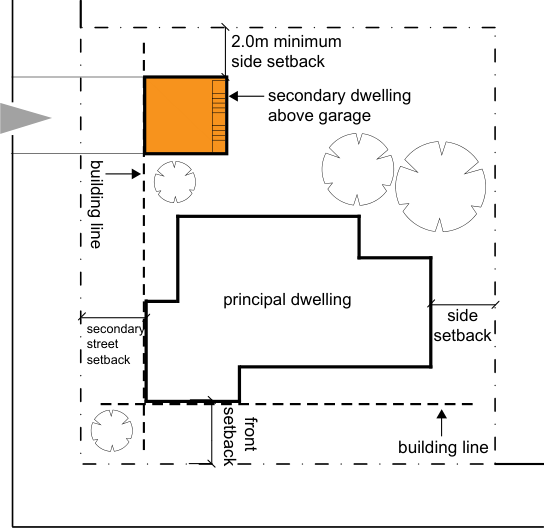 2.0m minimum
side setback
secondary dwelling
above garage
building line
principal dwelling
secondary
street
setback
side
setback
front
setback
building line